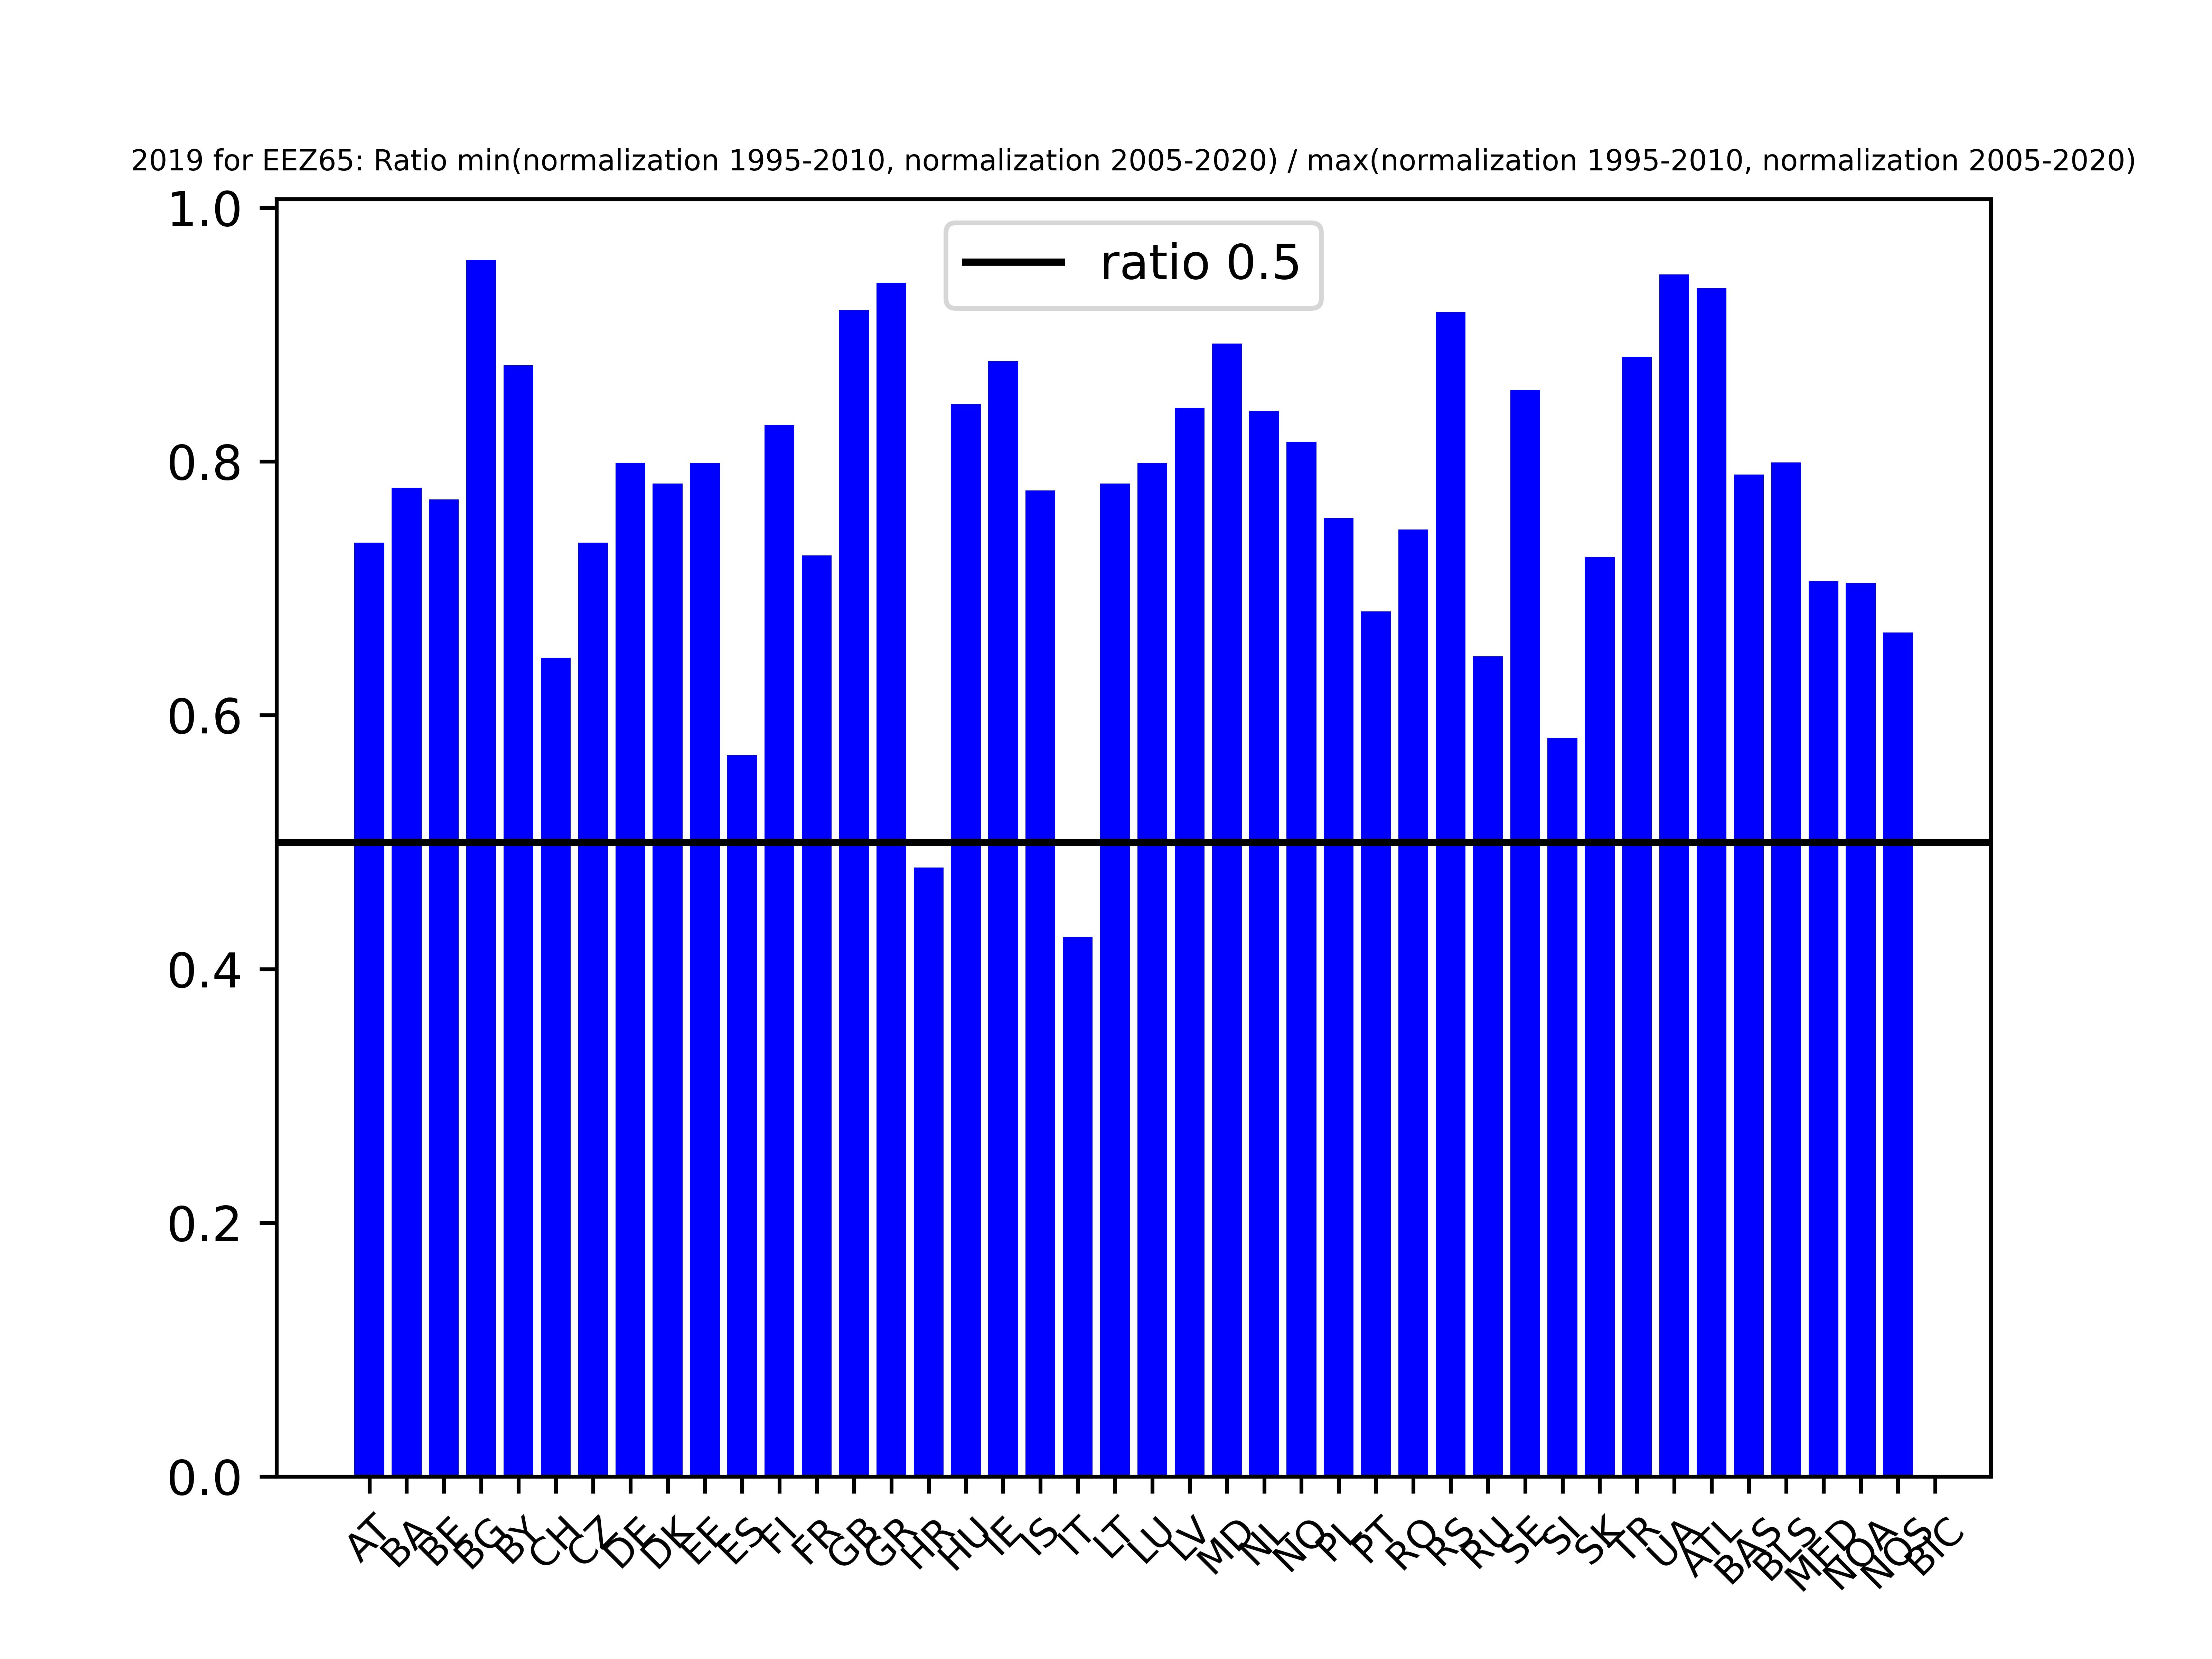 2019 for EEZ65: Ratio min(normalization 1995-2010, normalization 2005-2020) / max(normalization 1995-2010, normalization 2005-2020)
1.0
ratio 0.5
0.8
0.6
0.4
0.2
0.0
AT BA BE BG BY CH CZ DE DK EE ES FI FR GB GR HR HU IE IS IT LT LU LV MD NL NO PL PT RO RS RU SE SI SK TR UA ATL BAS BLS MED NOA NOS BIC